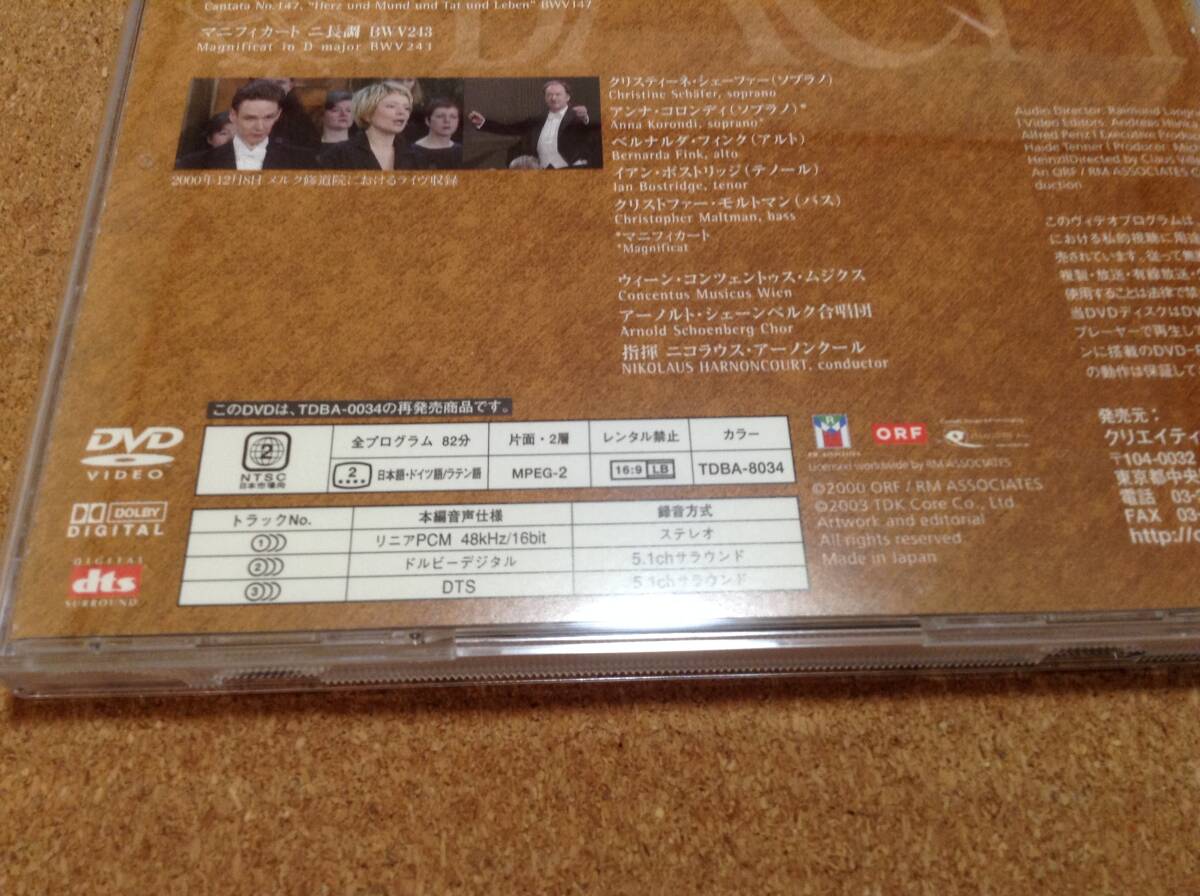 Cantata No.147, "Herz und Mund und Tat und Leben" BWV147
マニフィカート ニ長調 BWV243
Magnificat in D major BWV243
BACH
2000年12月8日 メルク修道院におけるライヴ収録
クリスティーネ・シェーファー(ソプラノ)
Christine Schäfer, soprano
アンナ・コロンディ(ソプラノ)*
Anna Korondi, soprano*
ベルナルダ・フィンク(アルト)
Bernarda Fink, alto
イアン・ボストリッジ(テノール)
Ian Bostridge, tenor
クリストファー・モルトマン(バス)
Christopher Maltman, bass
*マニフィカート
*Magnificat
ウィーン・コンツェントゥス・ムジクス
Concentus Musicus Wien
アーノルト・シェーンベルク合唱団
Arnold Schoenberg Chor
指揮 ニコラウス・アーノンクール
NIKOLAUS HARNONCOURT, conductor
Audio Director: Raimund
| Video Editors: Andreas
Alfred Penz | Executive
Haide Tenner | Producer:
Directed by Claus
An ORF / RM ASSOCIATES
duction
このヴィデオプログラムは
における私的視聴に用
売されています。従って無
複製・放送・有線放送・
使用することは法律で禁
当DVDディスクはDV
プレーヤーで再生し
ンに搭載のDVD-
の動作は保証して
このDVDは、TDBA-0034の再発売商品です。
DVD
VIDEO
DOLBY
DIGITAL
DIGITAL
dts
SURROUND
2
NTSC
日本市場向
全プログラム 82分
片面・2層
レンタル禁止
カラー
2
日本語・ドイツ語/ラテン語
MPEG-2
16:9 LB
TDBA-8034
トラックNo.
本編音声仕様
録音方式
1
リニアPCM 48kHz/16bit
ステレオ
2
ドルビーデジタル
5.1chサラウンド
3
DTS
5.1chサラウンド
ORF
Licensed worldwide by RM ASSOCIATES
©2000 ORF / RM ASSOCIATES
©2003 TDK Core Co., Ltd.
Artwork and editorial
All rights reserved.
Made in Japan
発売元:
クリエイティ
〒104-0032
東京都中央
電話 03-
FAX 03
http://c